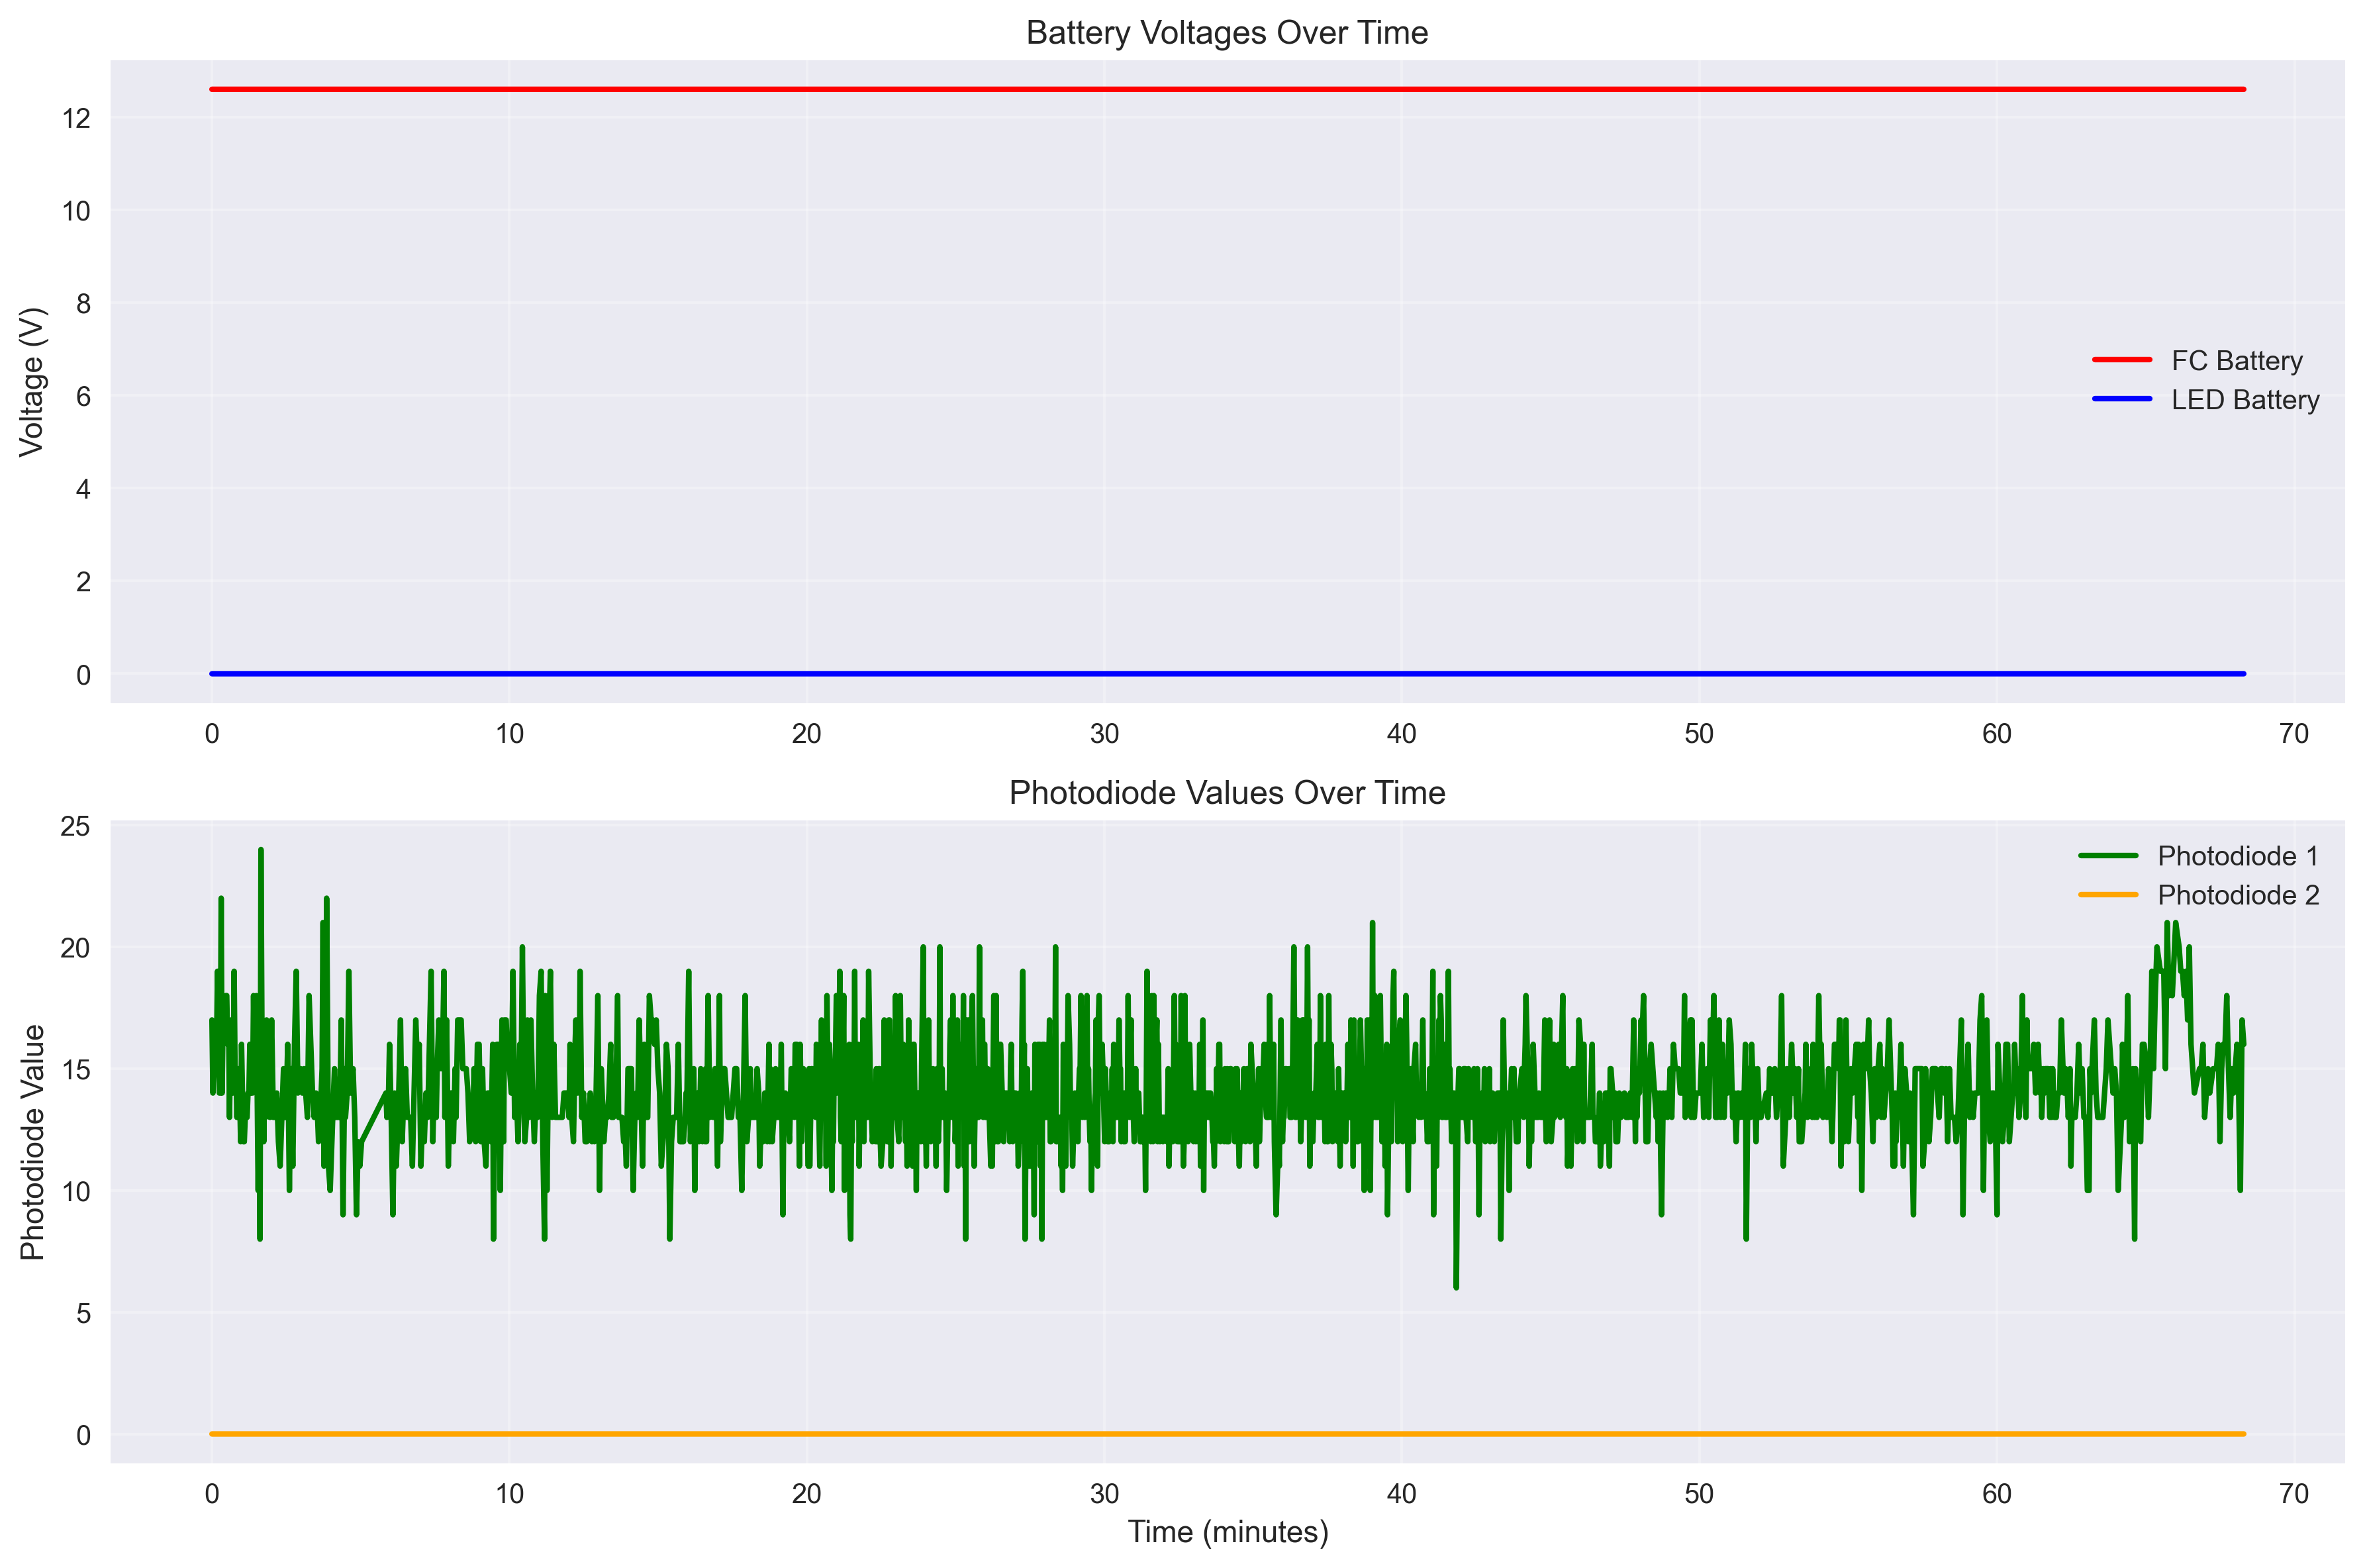 Battery Voltages Over Time
Voltage (V)
12
10
8
6
4
2
0
FC Battery
LED Battery
0 10 20 30 40 50 60 70
Photodiode Values Over Time
Photodiode Value
25
20
15
10
5
0
Photodiode 1
Photodiode 2
0 10 20 30 40 50 60 70
Time (minutes)